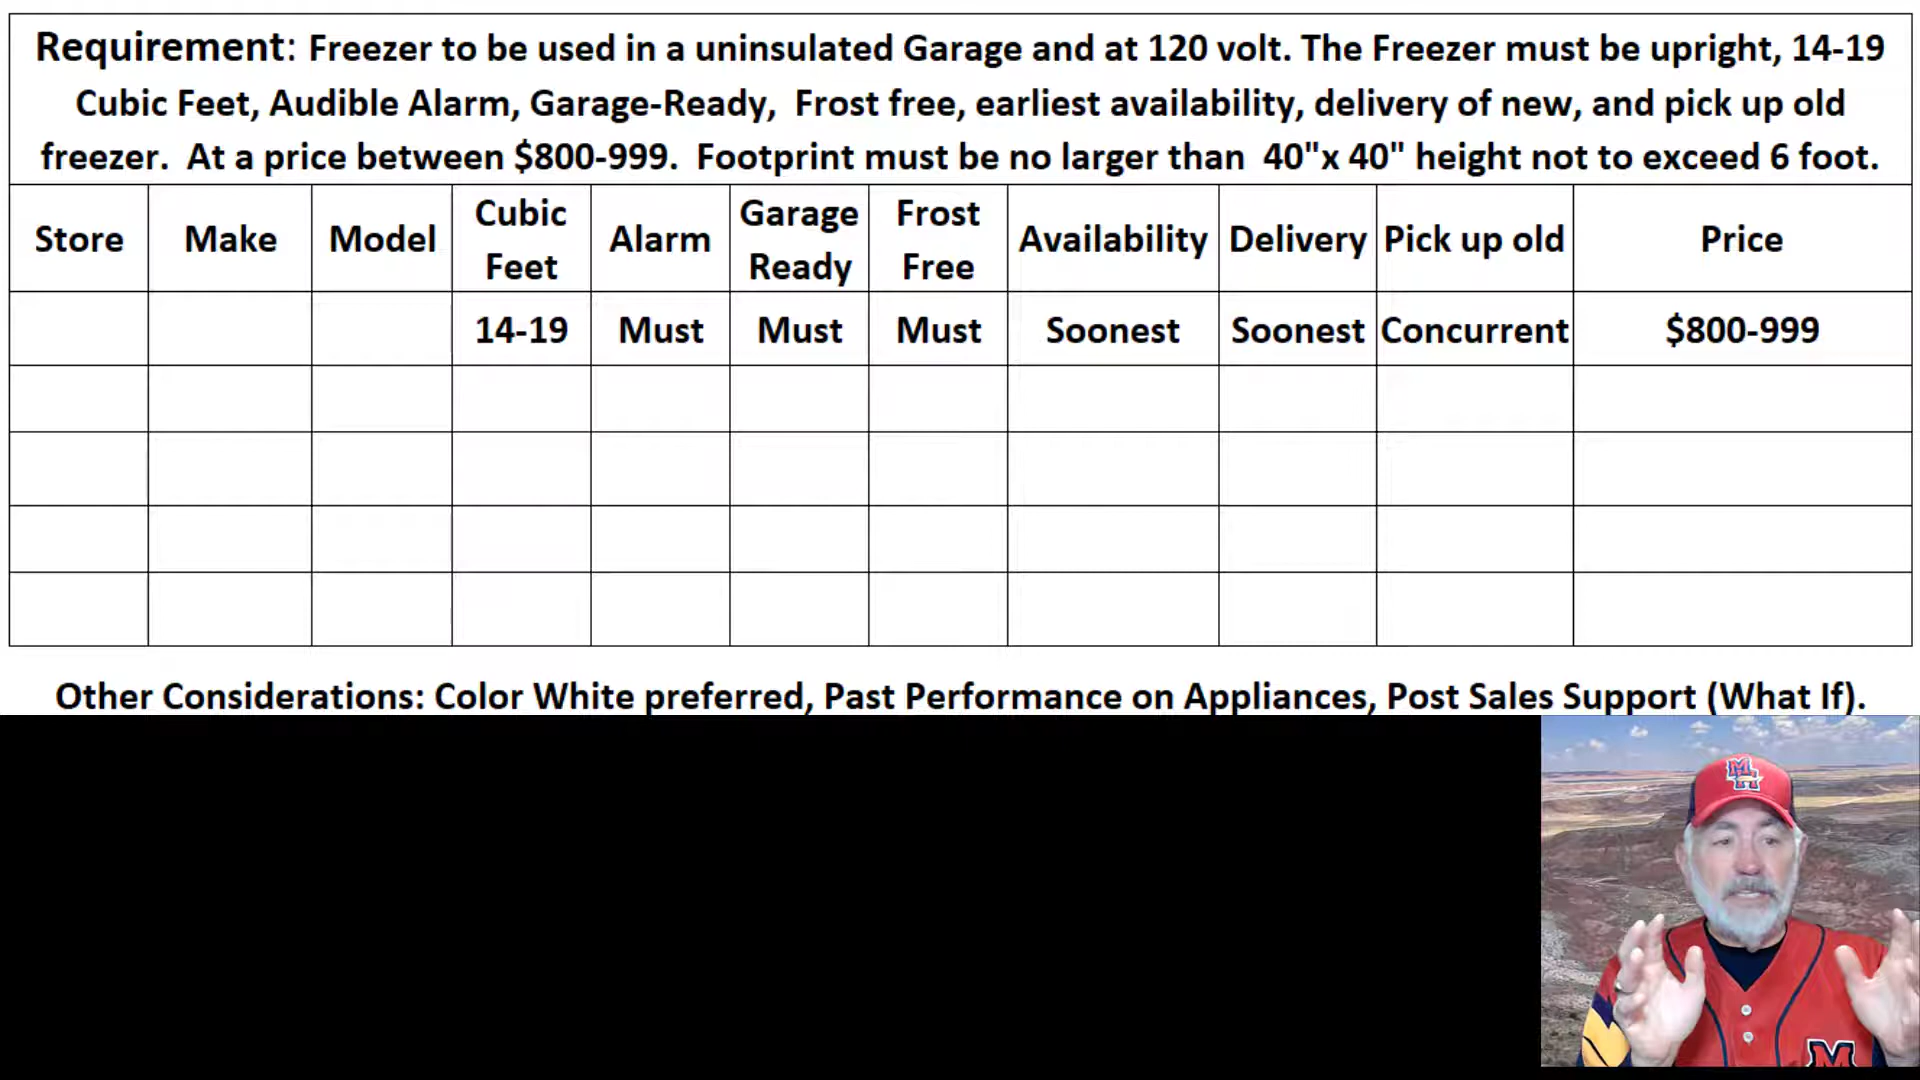 Requirement: Freezer to be used in a uninsulated Garage and at 120 volt. The Freezer must be upright, 14-19
Cubic Feet, Audible Alarm, Garage-Ready, Frost free, earliest availability, delivery of new, and pick up old
freezer. At a price between $800-999. Footprint must be no larger than 40"x 40" height not to exceed 6 foot.
Store Make Model Cubic Feet Alarm Garage Ready Frost Free Availability Delivery Pick up old Price
14-19 Must Must Must Soonest Soonest Concurrent $800-999
Other Considerations: Color White preferred, Past Performance on Appliances, Post Sales Support (What If).